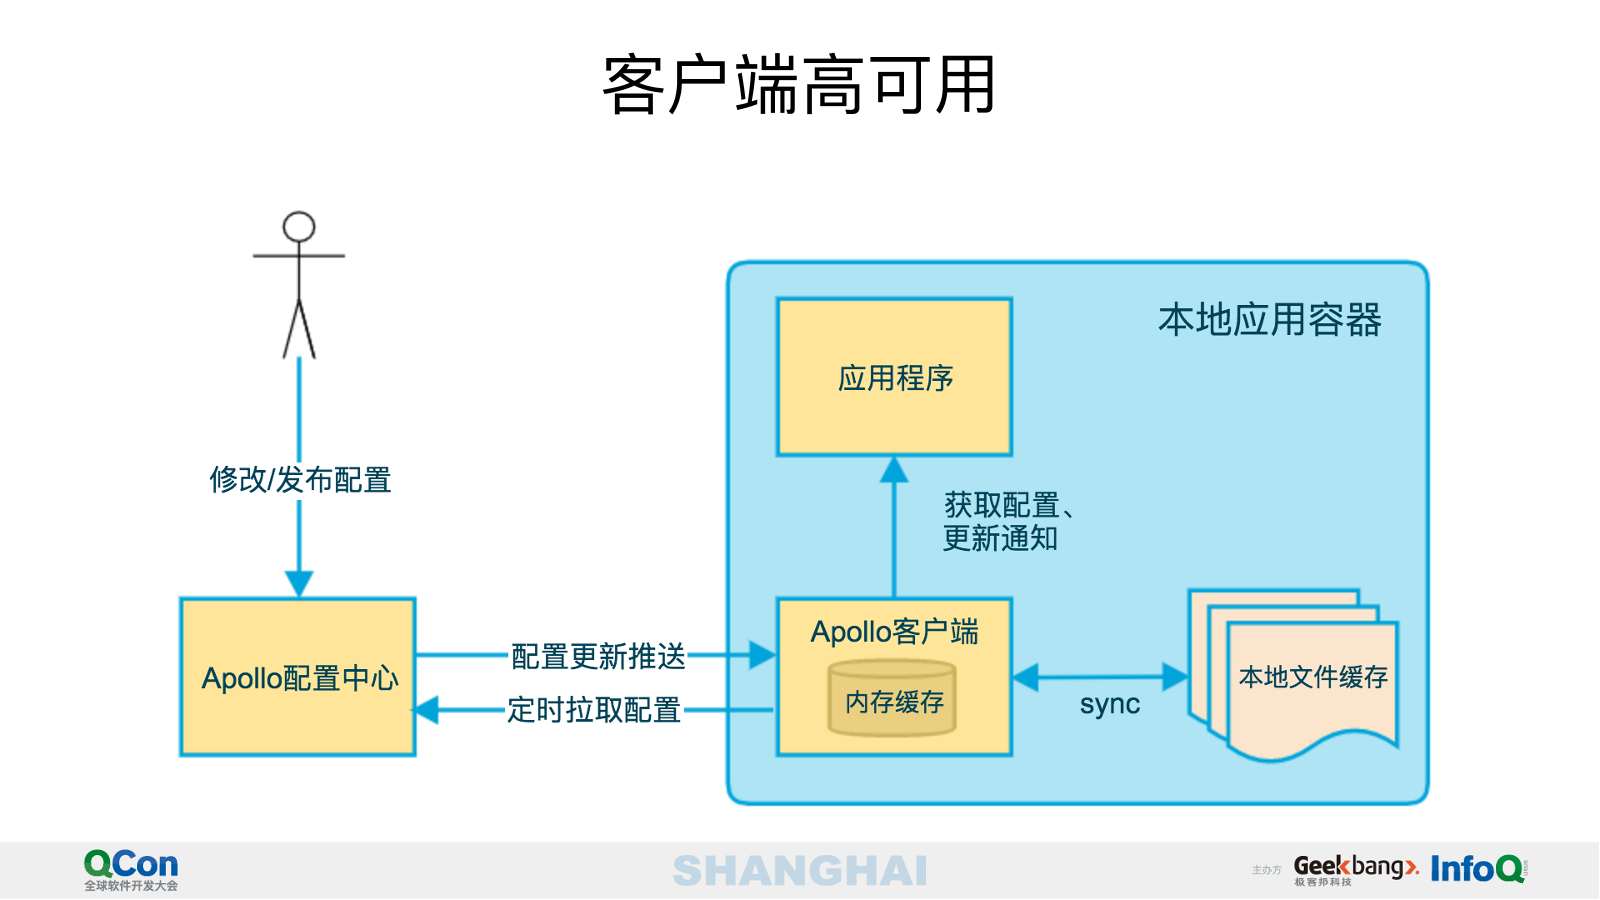 客户端高可用
本地应用容器
应用程序
修改/发布配置
获取配置、
更新通知
Apollo配置中心
配置更新推送
定时拉取配置
Apollo客户端
内存缓存
sync
本地文件缓存
QCon
全球软件开发大会
SHANGHAI
主办方
Geekbang>.
极客邦科技
InfoQ